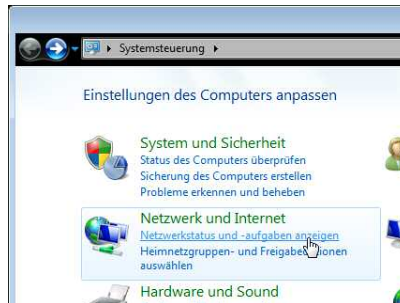 Systemsteuerung
Einstellungen des Computers anpassen
System und Sicherheit
Status des Computers überprüfen
Sicherung des Computers erstellen
Probleme erkennen und beheben
Netzwerk und Internet
Netzwerkstatus und -aufgaben anzeigen
Heimnetzgruppen- und Freigabeoptionen
auswählen
Hardware und Sound